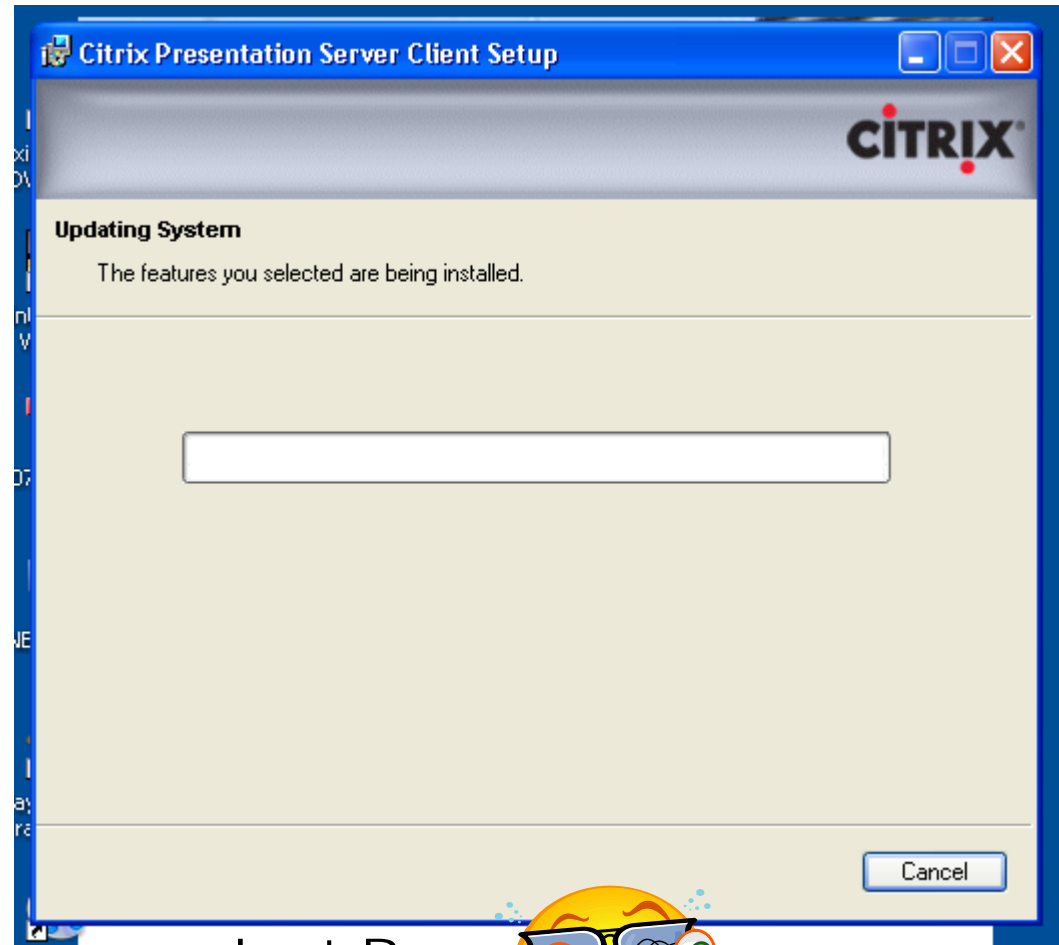 Citrix Presentation Server Client Setup
CITRIX
Updating System
The features you selected are being installed.
Cancel